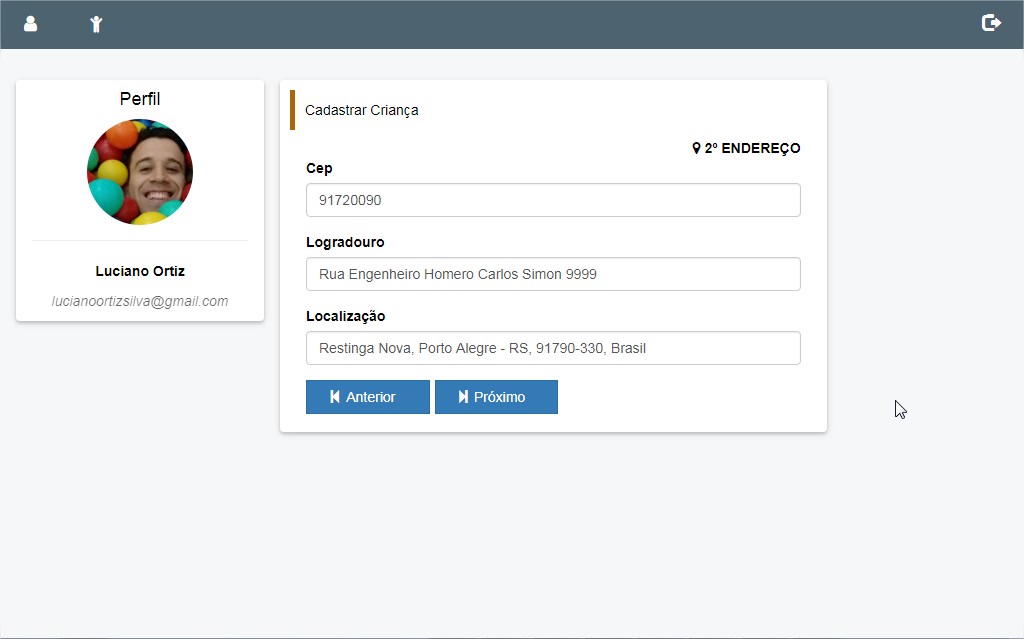 Perfil
Luciano Ortiz
lucianoortizsilva@gmail.com
Cadastrar Criança
2º ENDEREÇO
Cep
91720090
Logradouro
Rua Engenheiro Homero Carlos Simon 9999
Localização
Restinga Nova, Porto Alegre - RS, 91790-330, Brasil
Anterior Próximo